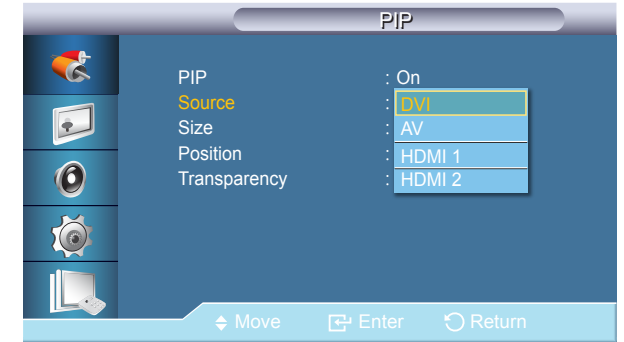 PIP
PIP : On
Source : DVI
Size : AV
Position : HDMI 1
Transparency : HDMI 2
Move Enter Return